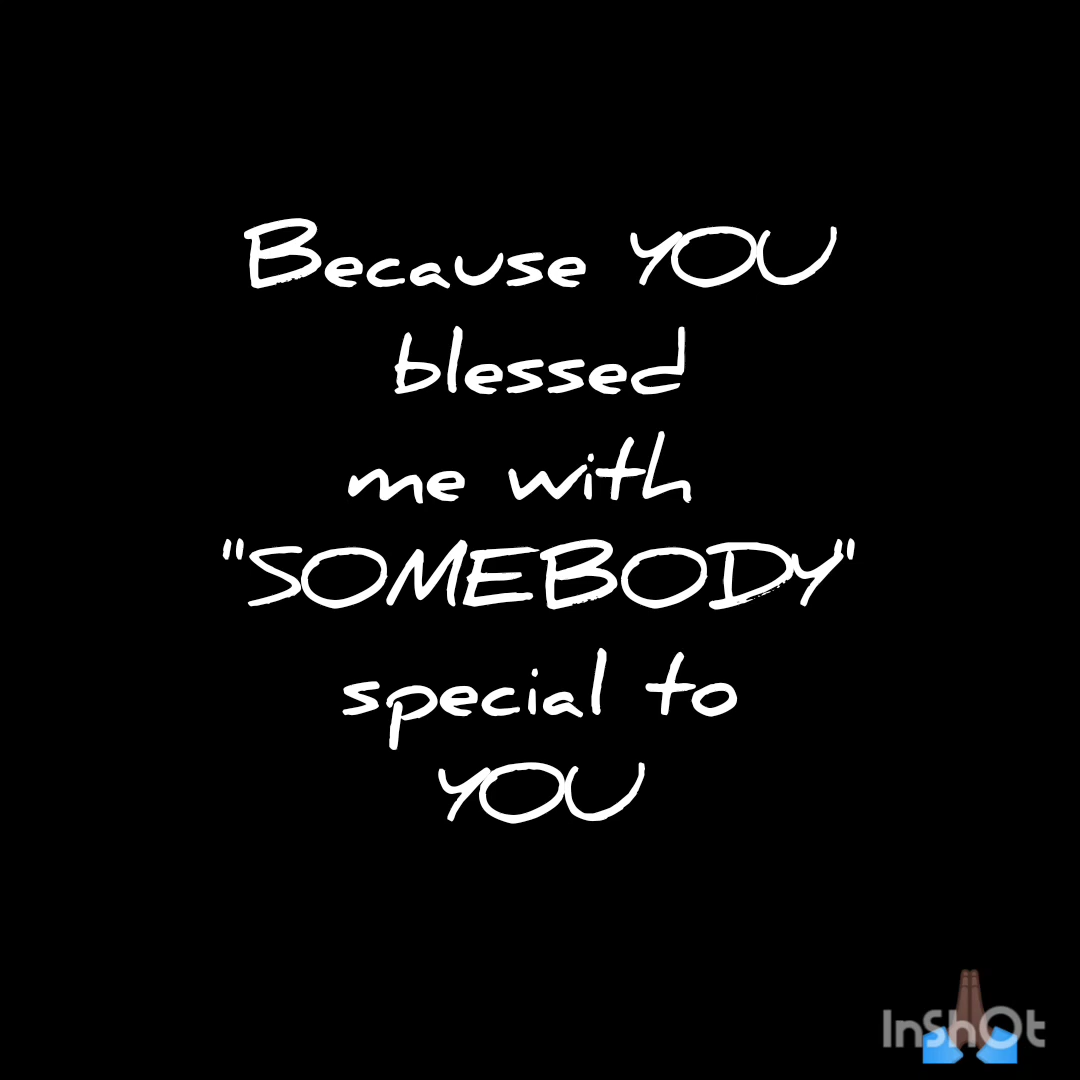 Because YOU
blessed
me with
"SOMEBODY"
special to
YOU
InShOt